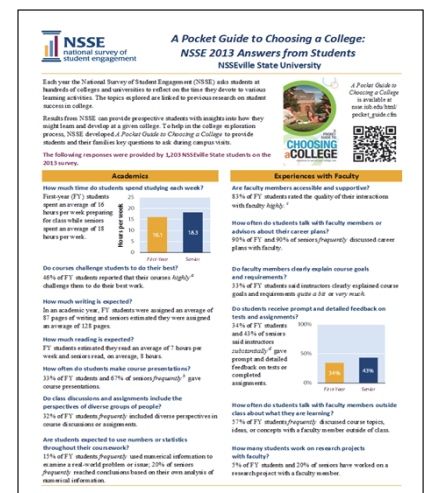 NSSE
national survey of
student engagement
A Pocket Guide to Choosing a College:
NSSE 2013 Answers from Students
NSSEville State University
Each year the National Survey of Student Engagement (NSSE) asks students at
hundreds of colleges and universities to reflect on the time they devote to various
learning activities. The topics explored are linked to previous research on student
success in college.
Results from NSSE can provide prospective students with insights into how they
might learn and develop at a given college. To help in the college exploration
process, NSSE developed A Pocket Guide to Choosing a College to provide
students and their families key questions to ask during campus visits.
The following responses were provided by 1,203 NSSEville State students on the
2013 survey.
CHOOSING
aCOLLEGE
A Pocket Guide to
Choosing a College
is available at
nsse.iub.edu/html/
pocket_guide.cfm
Academics
How much time do students spend studying each week?
First-year (FY) students
spent an average of 16
hours per week preparing
for class while seniors
spent an average of 18
hours per week.
Hours per week
25
20
15
10
5
0
16.1
18.3
First-Year
Senior
Do courses challenge students to do their best?
46% of FY students reported that their courses highly
challenge them to do their best work.
How much writing is expected?
In an academic year, FY students were assigned an average of
87 pages of writing and seniors estimated they were assigned
an average of 128 pages.
How much reading is expected?
FY students estimated they read an average of 7 hours per
week and seniors read, on average, 8 hours.
How often do students make course presentations?
33% of FY students and 67% of seniors frequently gave
course presentations.
Do class discussions and assignments include the
perspectives of diverse groups of people?
32% of FY students frequently included diverse perspectives in
course discussions or assignments.
Are students expected to use numbers or statistics
throughout their coursework?
15% of FY students frequently used numerical information to
examine a real-world problem or issue; 20% of seniors
frequently reached conclusions based on their own analysis of
numerical information.
Experiences with Faculty
Are faculty members accessible and supportive?
83% of FY students rated the quality of their interactions
with faculty highly.
How often do students talk with faculty members or
advisors about their career plans?
90% of FY and 90% of seniors frequently discussed career
plans with faculty.
Do faculty members clearly explain course goals
and requirements?
33% of FY students said instructors clearly explained course
goals and requirements quite a bit or very much
Do students receive prompt and detailed feedback on
tests and assignments?
34% of FY students
and 43% of seniors
said instructors
substantially gave
prompt and detailed
feedback on tests or
completed
assignments.
100%
50%
0%
34%
43%
First-Year
Senior
How often do students talk with faculty members outside
class about what they are learning?
57% of FY students frequently discussed course topics,
ideas, or concepts with a faculty member outside of class.
How many students work on research projects
with faculty?
5% of FY students and 20% of seniors have worked on a
research project with a faculty member.